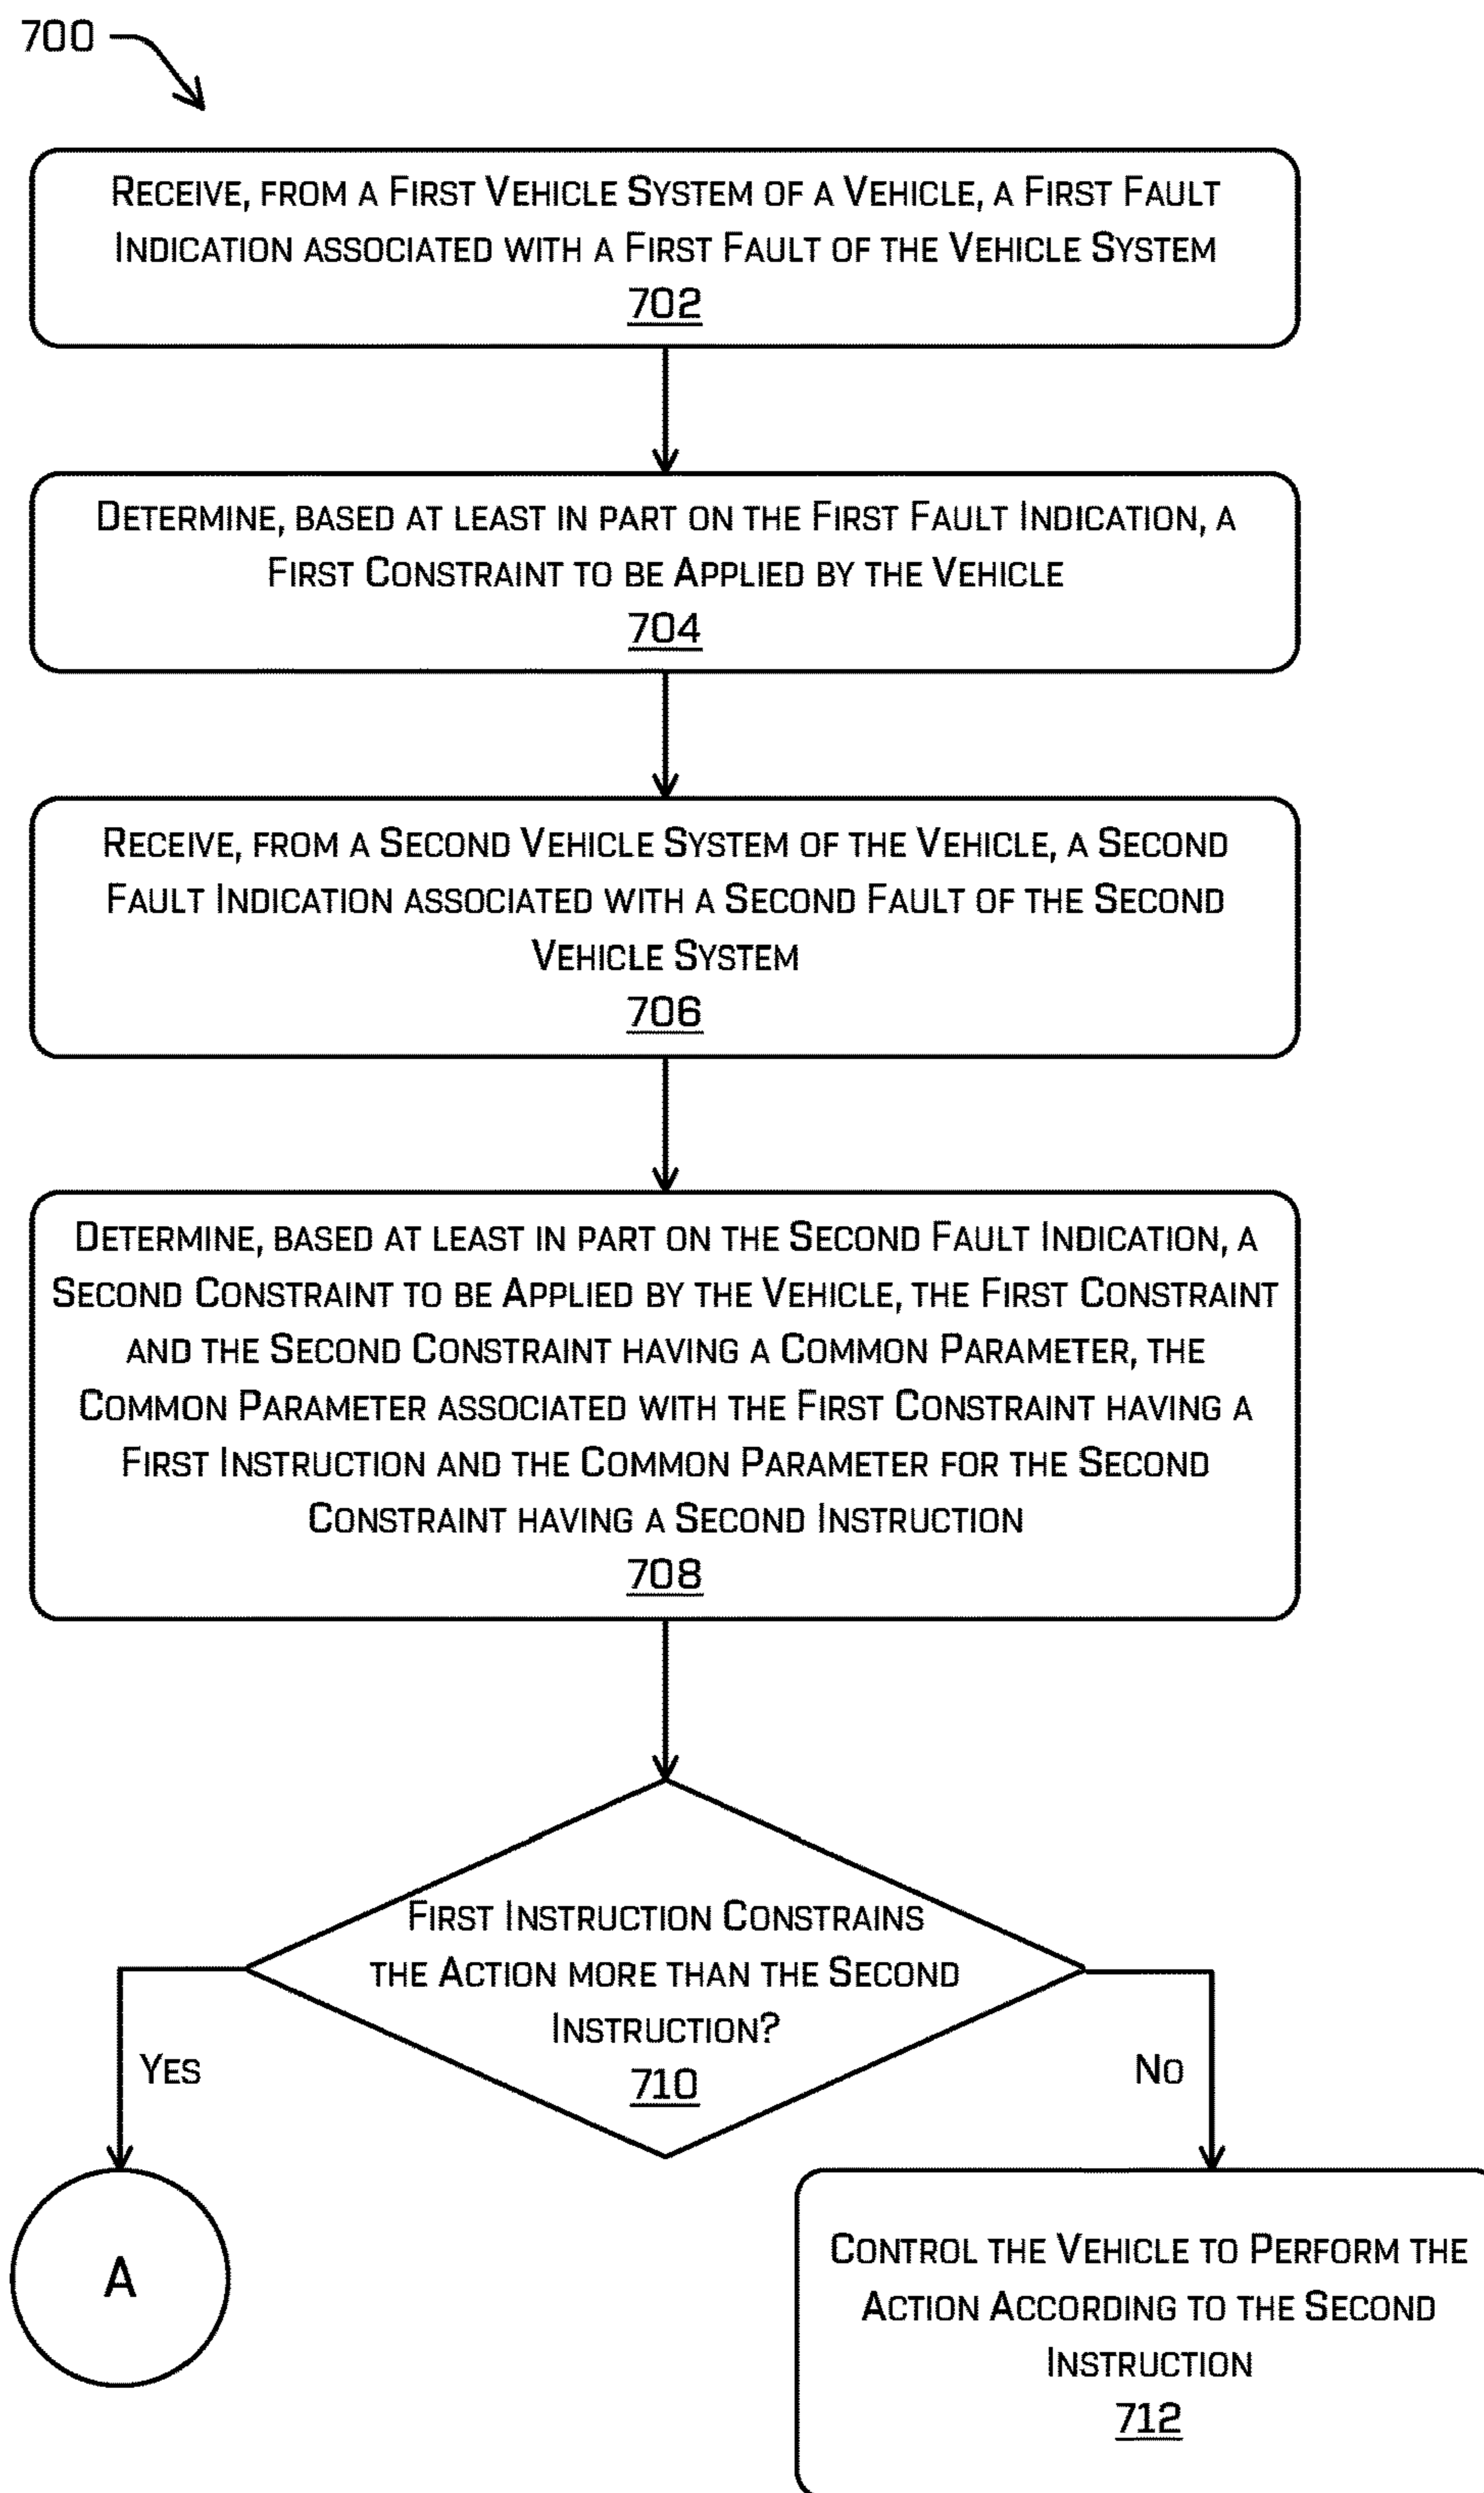 700
Receive, from a First Vehicle System of a Vehicle, a First Fault
Indication associated with a First Fault of the Vehicle System
702
Determine, based at least in part on the First Fault Indication, a
First Constraint to be Applied by the Vehicle
704
Receive, from a Second Vehicle System of the Vehicle, a Second
Fault Indication associated with a Second Fault of the Second
Vehicle System
706
Determine, based at least in part on the Second Fault Indication, a
Second Constraint to be Applied by the Vehicle, the First Constraint
and the Second Constraint having a Common Parameter, the
Common Parameter associated with the First Constraint having a
First Instruction and the Common Parameter for the Second
Constraint having a Second Instruction
708
First Instruction Constrains
the Action more than the Second
Instruction?
710
Yes
No
A
Control the Vehicle to Perform the
Action According to the Second
Instruction
712